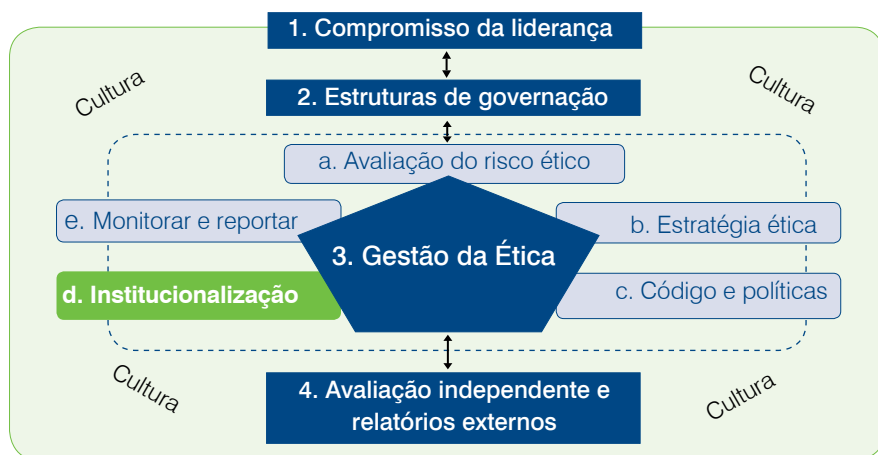 1. Compromisso da liderança
Cultura
Cultura
2. Estruturas de governação
a. Avaliação do risco ético
e. Monitorar e reportar
b. Estratégia ética
3. Gestão da Ética
d. Institucionalização
c. Código e políticas
Cultura
Cultura
4. Avaliação independente e
relatórios externos